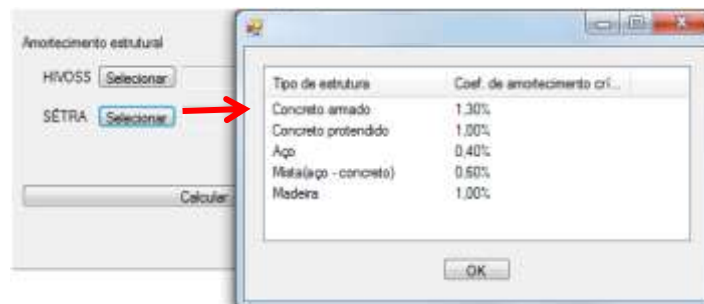 Amortecimento estrutural
HIVOSS Selecionar
SÉTRA Selecionar
Calcular
Tipo de estrutura Coef. de amortecimento crí...
Concreto armado 1,30%
Concreto protendido 1,00%
Aço 0,40%
Mista(aço - concreto) 0,60%
Madeira 1,00%
OK